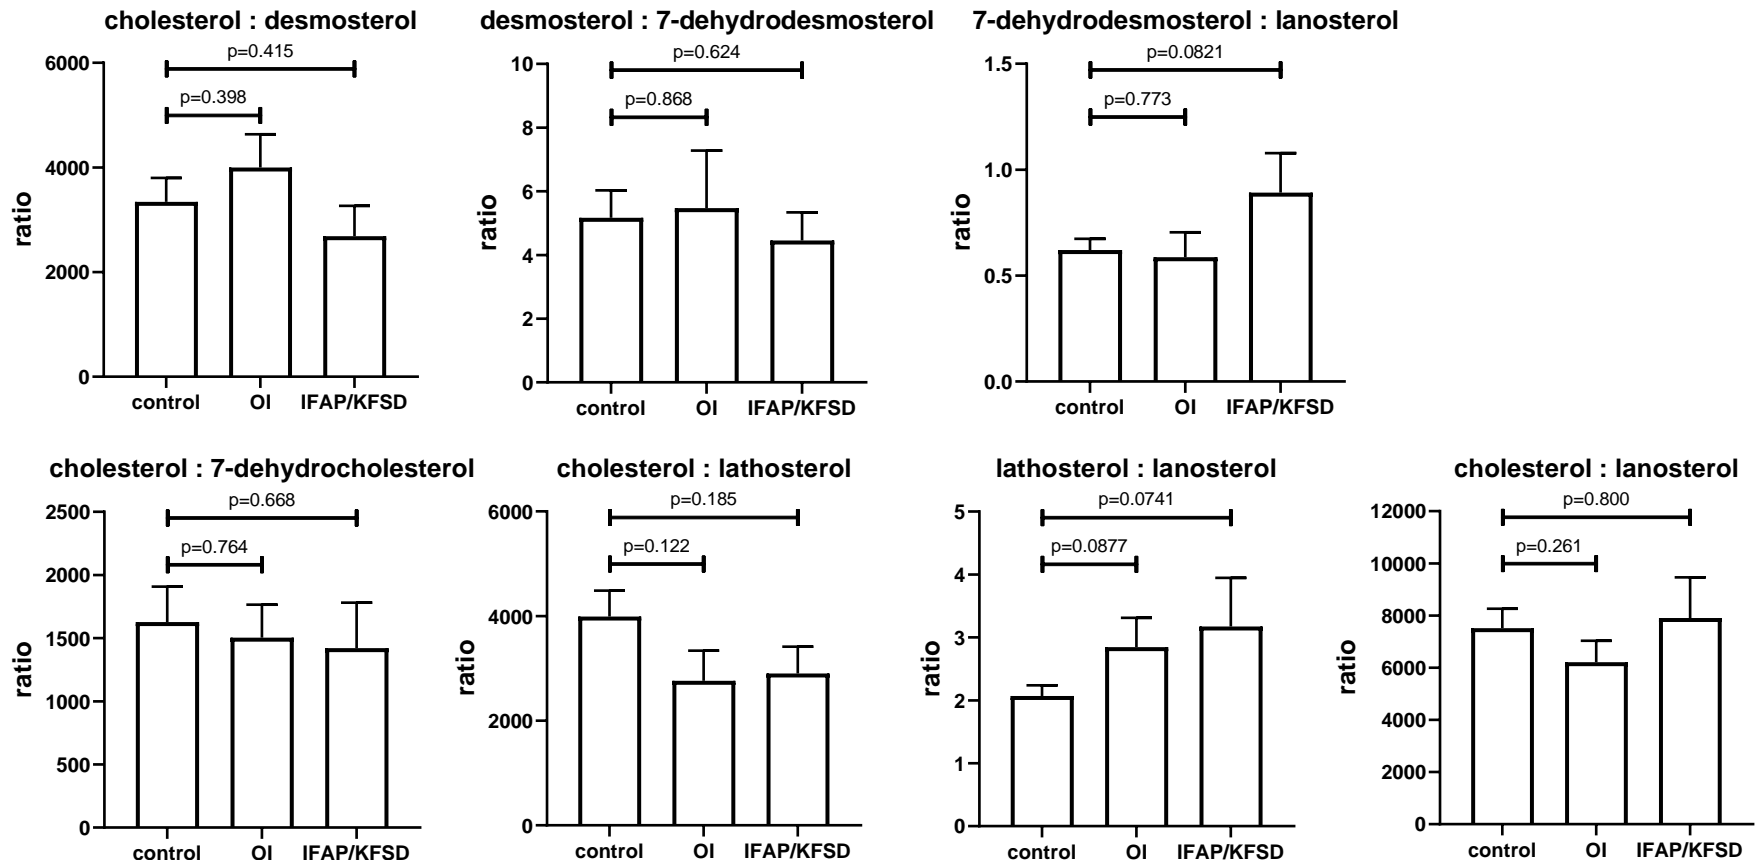 cholesterol : desmosterol
p=0.415
p=0.398
6000
4000
2000
0
ratio
control OI IFAP/KFSD
desmosterol : 7-dehydrodesmosterol
p=0.624
p=0.868
10
8
6
4
2
0
ratio
control OI IFAP/KFSD
7-dehydrodesmosterol : lanosterol
p=0.0821
p=0.773
1.5
1.0
0.5
0.0
ratio
control OI IFAP/KFSD
cholesterol : 7-dehydrocholesterol
p=0.668
p=0.764
2500
2000
1500
1000
500
0
ratio
control OI IFAP/KFSD
cholesterol : lathosterol
p=0.185
p=0.122
6000
4000
2000
0
ratio
control OI IFAP/KFSD
lathosterol : lanosterol
p=0.0741
p=0.0877
5
4
3
2
1
0
ratio
control OI IFAP/KFSD
cholesterol : lanosterol
p=0.800
p=0.261
12000
10000
8000
6000
4000
2000
0
ratio
control OI IFAP/KFSD